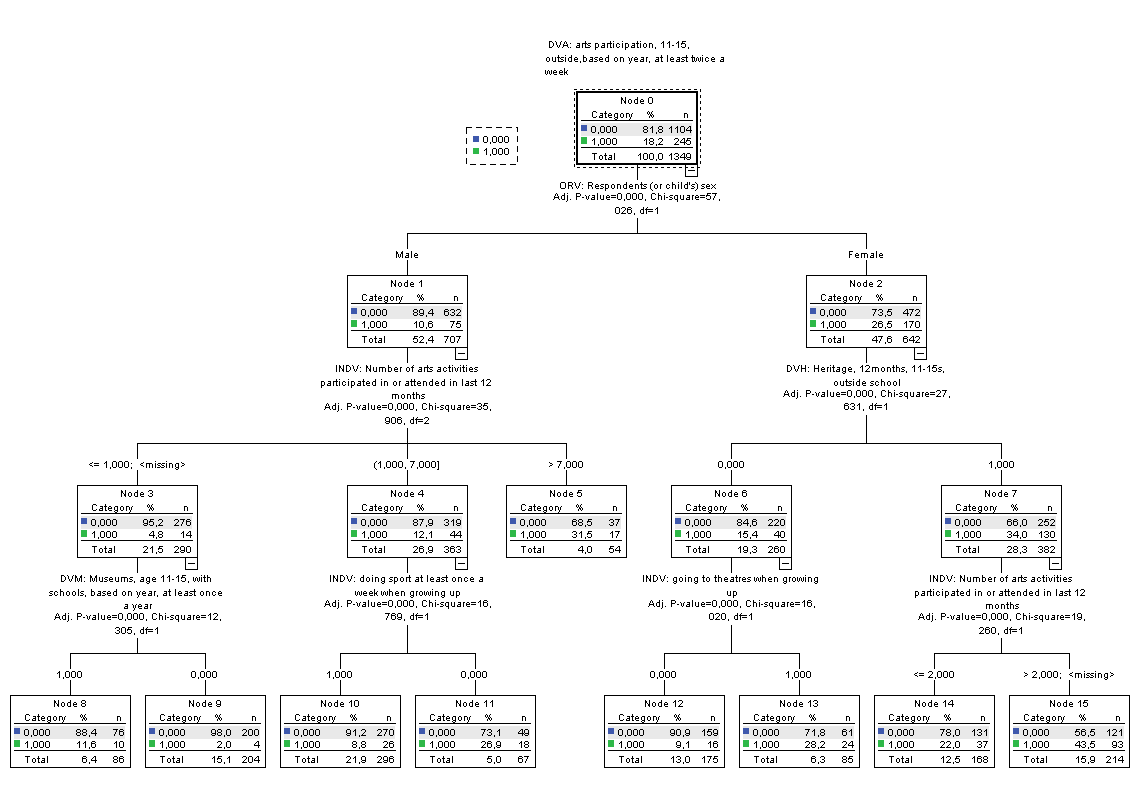 DVA: arts participation, 11-15,
outside,based on year, at least twice a
week
Node 0
Category % n
0,000 81,8 1104
1,000 18,2 245
Total 100,0 1349
0,000
1,000
ORV: Respondents (or child's) sex
Adj. P-value=0,000, Chi-square=57,
026, df=1
Male
Female
Node 1
Category % n
0,000 89,4 632
1,000 10,6 75
Total 52,4 707
Node 2
Category % n
0,000 73,5 472
1,000 26,5 170
Total 47,6 642
INDV: Number of arts activities
participated in or attended in last 12
months
Adj. P-value=0,000, Chi-square=35,
906, df=2
DVH: Heritage, 12months, 11-15s,
outside school
Adj. P-value=0,000, Chi-square=27,
631, df=1
<= 1,000; <missing>
(1,000, 7,000]
> 7,000
0,000
1,000
Node 3
Category % n
0,000 95,2 276
1,000 4,8 14
Total 21,5 290
Node 4
Category % n
0,000 87,9 319
1,000 12,1 44
Total 26,9 363
Node 5
Category % n
0,000 68,5 37
1,000 31,5 17
Total 4,0 54
Node 6
Category % n
0,000 84,6 220
1,000 15,4 40
Total 19,3 260
Node 7
Category % n
0,000 66,0 252
1,000 34,0 130
Total 28,3 382
DVM: Museums, age 11-15, with
schools, based on year, at least once
a year
Adj. P-value=0,000, Chi-square=12,
305, df=1
INDV: doing sport at least once a
week when growing up
Adj. P-value=0,000, Chi-square=16,
769, df=1
INDV: going to theatres when growing
up
Adj. P-value=0,000, Chi-square=16,
020, df=1
INDV: Number of arts activities
participated in or attended in last 12
months
Adj. P-value=0,000, Chi-square=19,
260, df=1
1,000
0,000
1,000
0,000
0,000
1,000
<= 2,000
> 2,000; <missing>
Node 8
Category % n
0,000 88,4 76
1,000 11,6 10
Total 6,4 86
Node 9
Category % n
0,000 98,0 200
1,000 2,0 4
Total 15,1 204
Node 10
Category % n
0,000 91,2 270
1,000 8,8 26
Total 21,9 296
Node 11
Category % n
0,000 73,1 49
1,000 26,9 18
Total 5,0 67
Node 12
Category % n
0,000 90,9 159
1,000 9,1 16
Total 13,0 175
Node 13
Category % n
0,000 71,8 61
1,000 28,2 24
Total 6,3 85
Node 14
Category % n
0,000 78,0 131
1,000 22,0 37
Total 12,5 168
Node 15
Category % n
0,000 56,5 121
1,000 43,5 93
Total 15,9 214